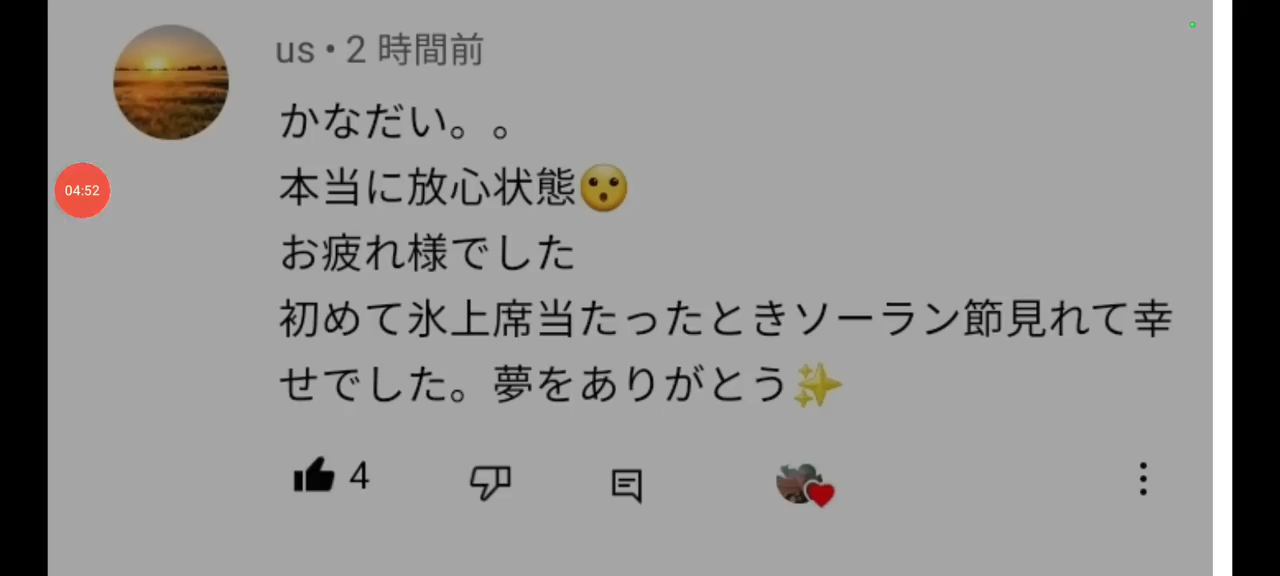 us • 2 時間前
かなだい。。
本当に放心状態😮
04:52
お疲れ様でした
初めて氷上席当たったときソーラン節見れて幸
せでした。夢をありがとう✨
4